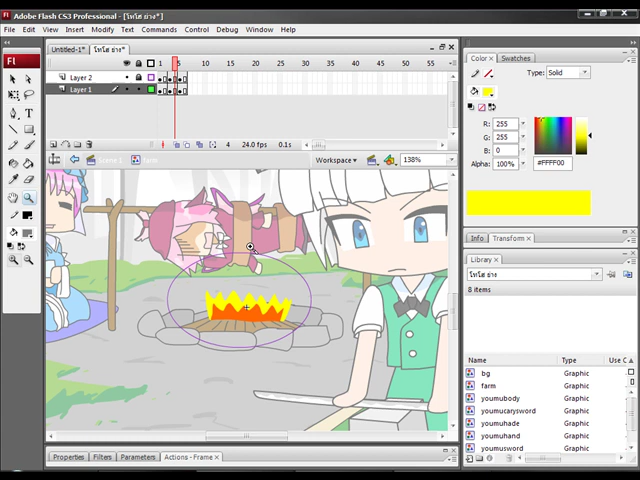 Adobe Flash CS3 Professional - [โทโฮ ย่าง*]
File Edit View Insert Modify Text Commands Control Debug Window Help
Untitled-1* โทโฮ ย่าง*
1 5 10 15 20 25 30 35 40 45 50 55
Layer 2
Layer 1
4 24.0 fps 0.1s
Scene 1 farm Workspace 138%
Color Swatches
Type: Solid
R: 255
G: 255
B: 0
Alpha: 100% #FFFF00
Info Transform
Library
โทโฮ ย่าง*
8 items
Name Type Use C
bg Graphic
farm Graphic
youmubody Graphic
youmucarysword Graphic
youmuhade Graphic
youmuhand Graphic
youmusword Graphic
Properties Filters Parameters Actions - Frame
Fl